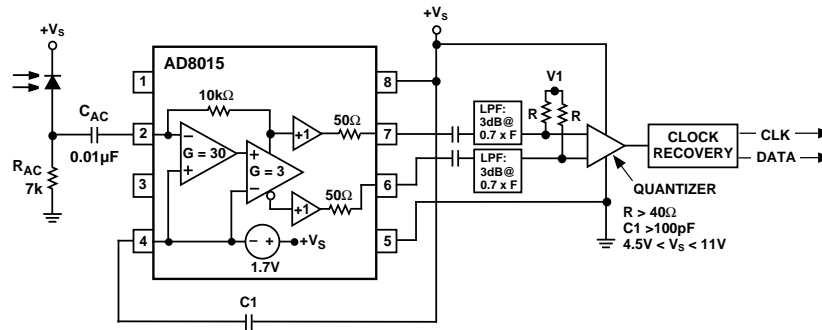 +VS
+VS
AD8015
1
8
10kΩ
CAC
0.01µF
2
G = 30
G = 3
+1
50Ω
7
LPF:
3dB@
0.7 x F
V1
R
R
CLOCK
RECOVERY
CLK
DATA
RAC
7k
3
50Ω
+1
6
LPF:
3dB@
0.7 x F
QUANTIZER
R > 40Ω
C1 >100pF
4.5V < VS < 11V
4
+VS
1.7V
5
C1
− + + − − +